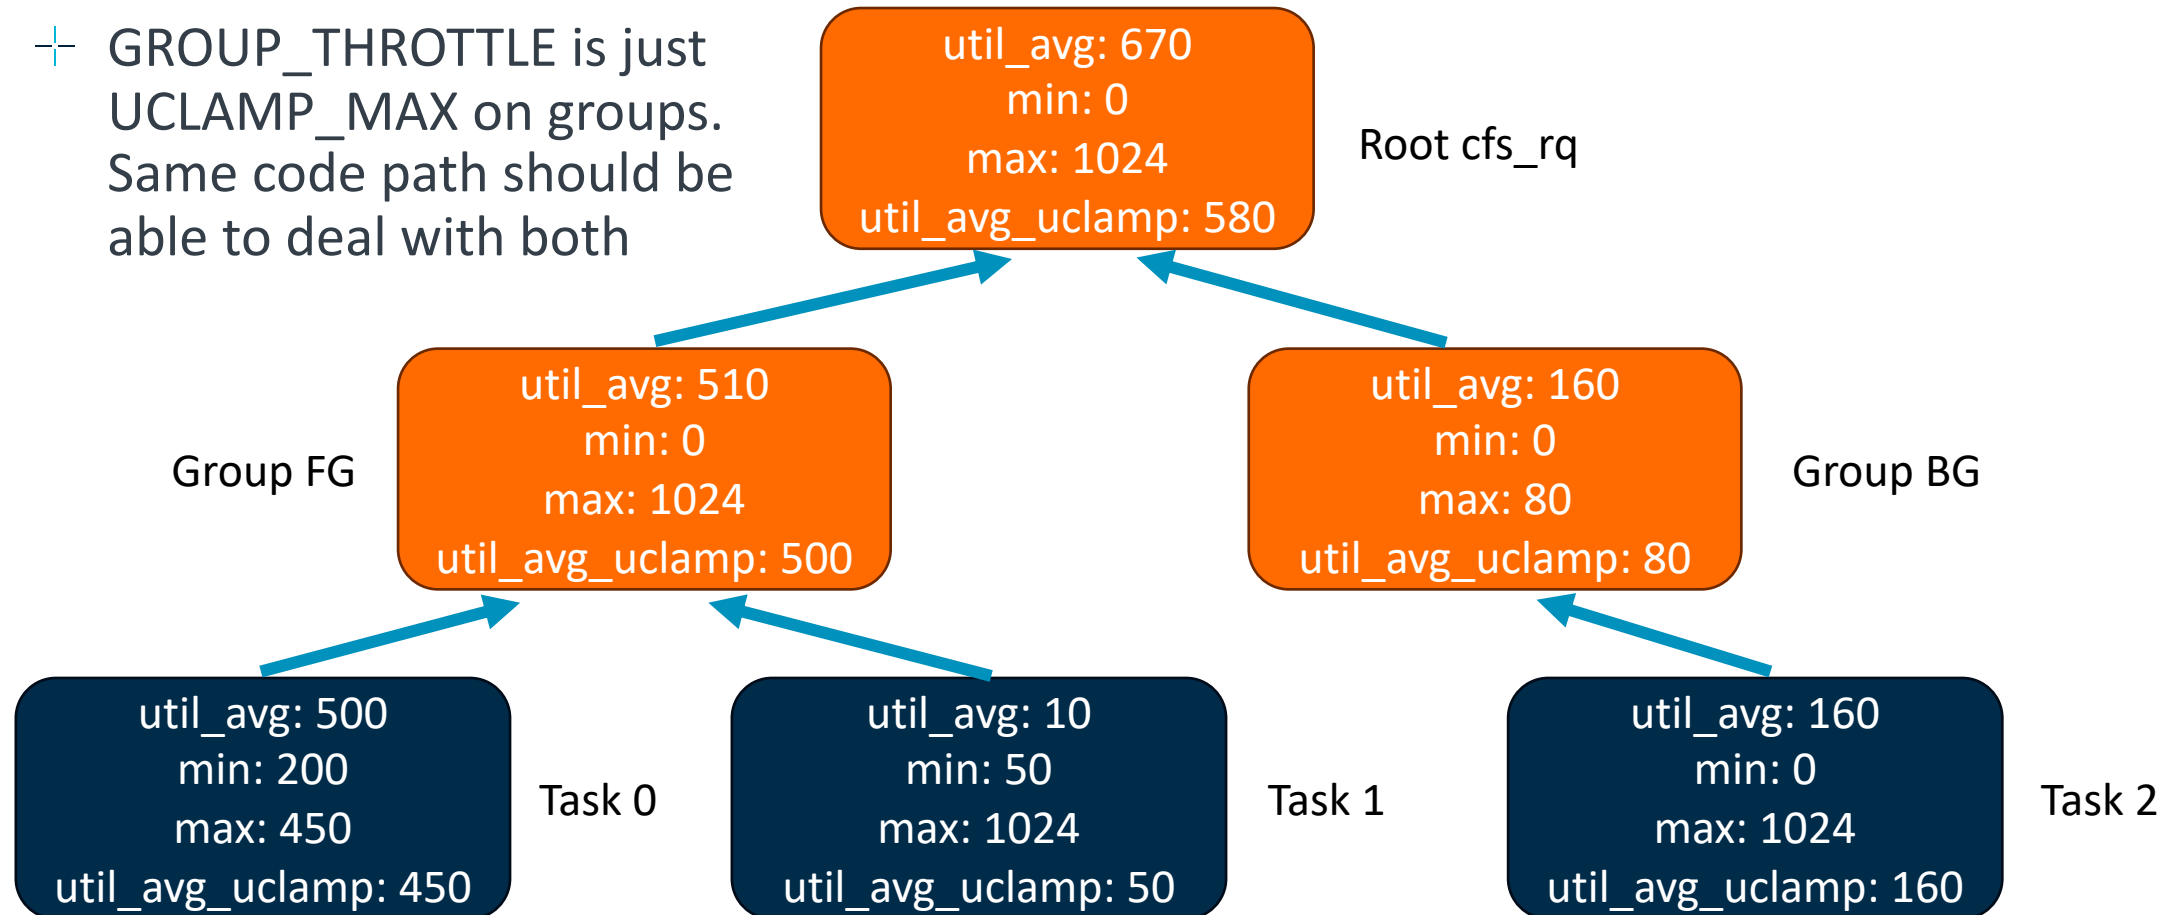 GROUP_THROTTLE is just
UCLAMP_MAX on groups.
Same code path should be
able to deal with both
util_avg: 670
min: 0
max: 1024
util_avg_uclamp: 580
Root cfs_rq
Group FG
util_avg: 510
min: 0
max: 1024
util_avg_uclamp: 500
util_avg: 160
min: 0
max: 80
util_avg_uclamp: 80
Group BG
util_avg: 500
min: 200
max: 450
util_avg_uclamp: 450
Task 0
util_avg: 10
min: 50
max: 1024
util_avg_uclamp: 50
Task 1
util_avg: 160
min: 0
max: 1024
util_avg_uclamp: 160
Task 2